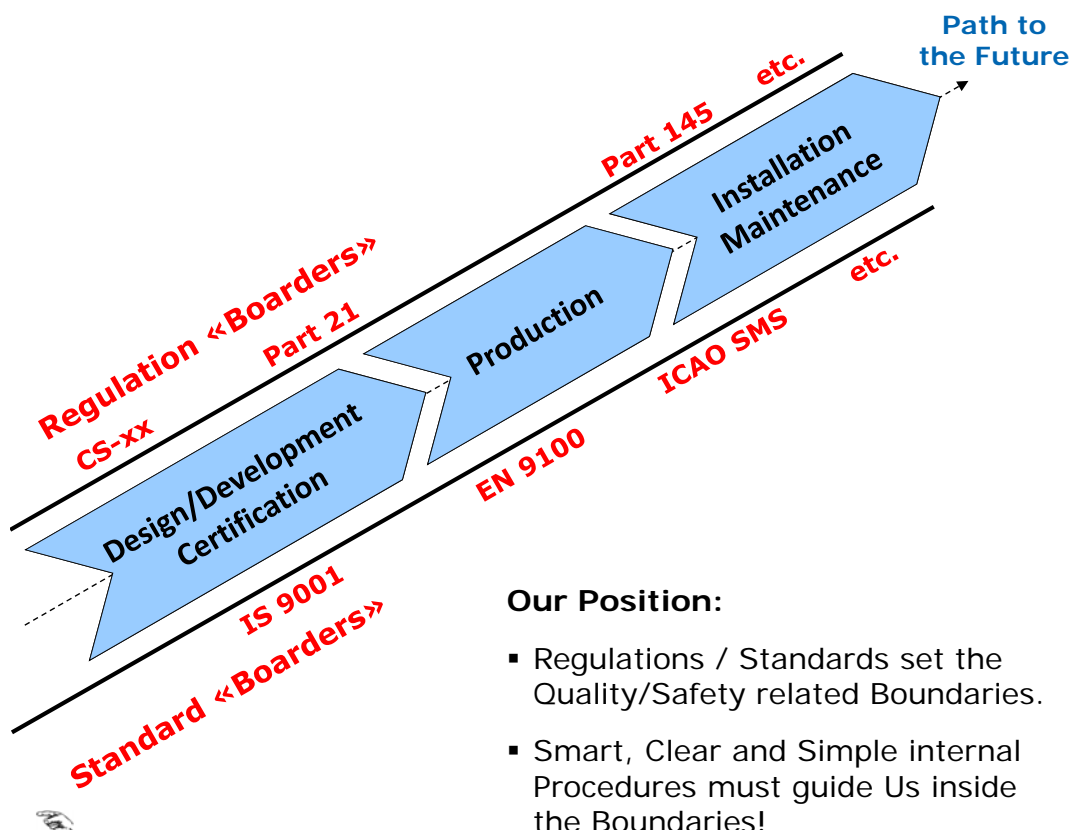 Path to
the Future
etc.
Part 145
Installation
Maintenance
Regulation «Boarders»
Part 21
CS-xx
Production
etc.
ICAO SMS
Design/Development
Certification
EN 9100
IS 9001
Standard «Boarders»
Our Position:
▪ Regulations / Standards set the
Quality/Safety related Boundaries.
▪ Smart, Clear and Simple internal
Procedures must guide Us inside
the Boundaries!